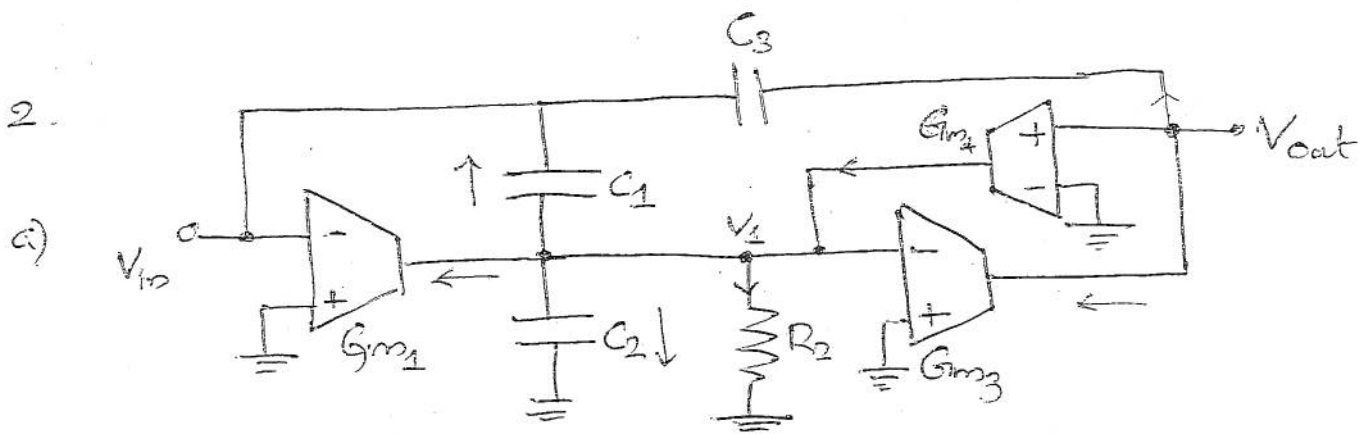 2.
a)
C3
Gm4
+
-
Vout
C1
Vin
-
+
Gm1
V1
C2
R2
-
+
Gm3